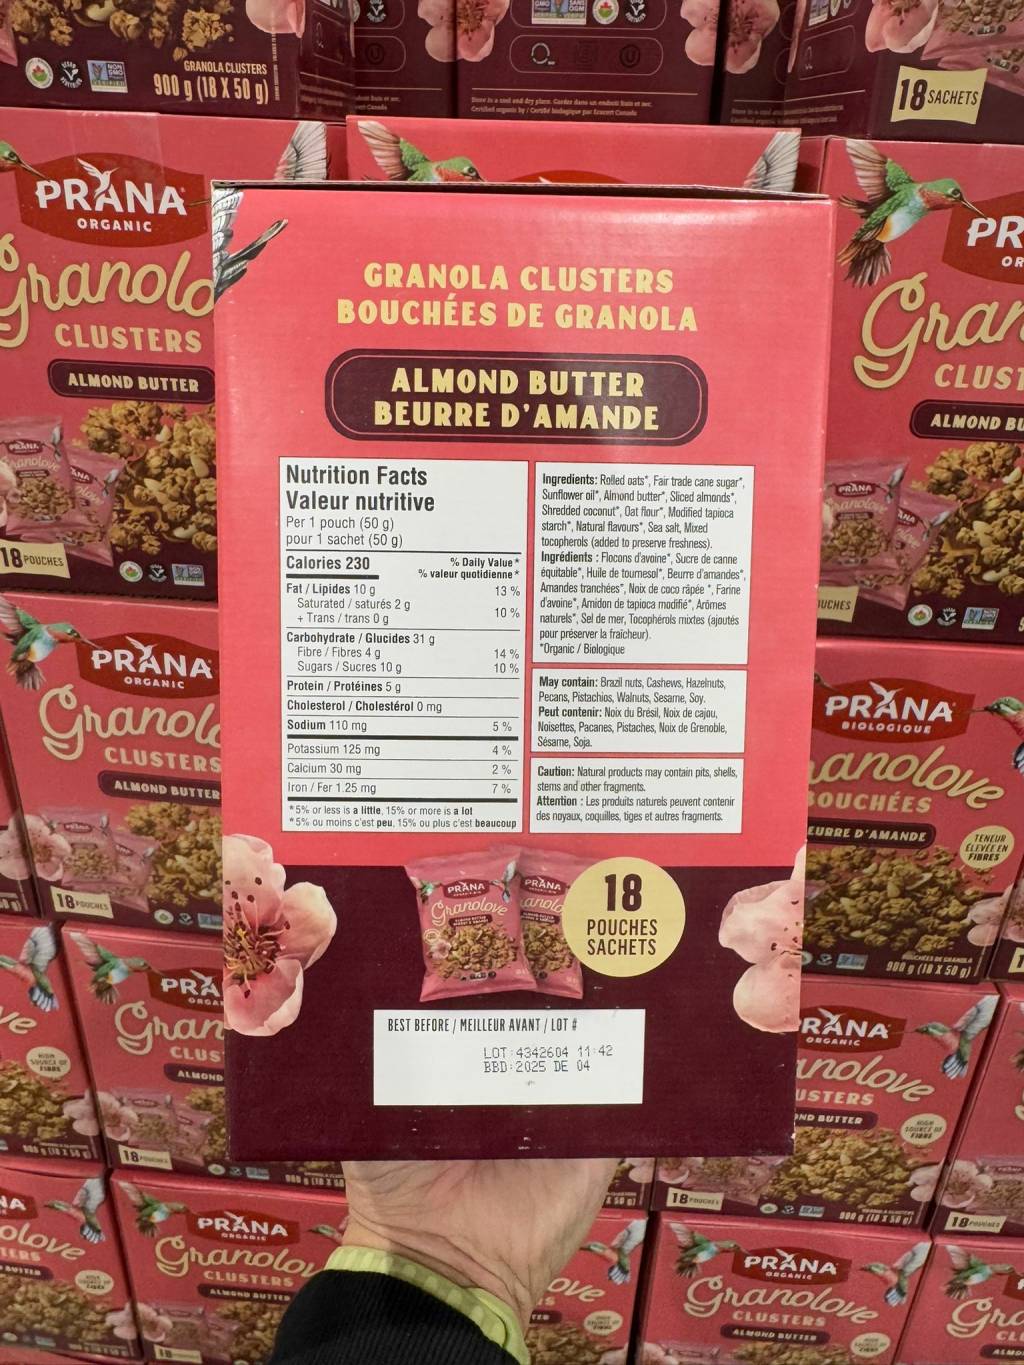 GRANOLA CLUSTERS
900 g (18 X 50 g)
18 SACHETS
PRANA
ORGANIC
CLUSTERS
ALMOND BUTTER
18 POUCHES
GRANOLA CLUSTERS
BOUCHÉES DE GRANOLA
ALMOND BUTTER
BEURRE D'AMANDE
Nutrition Facts
Valeur nutritive
Per 1 pouch (50 g)
pour 1 sachet (50 g)
Calories 230
% Daily Value*
% valeur quotidienne*
Fat / Lipides 10 g 13 %
Saturated / saturés 2 g
+ Trans / trans 0 g 10 %
Carbohydrate / Glucides 31 g
Fibre / Fibres 4 g 14 %
Sugars / Sucres 10 g 10 %
Protein / Protéines 5 g
Cholesterol / Cholestérol 0 mg
Sodium 110 mg 5 %
Potassium 125 mg 4 %
Calcium 30 mg 2 %
Iron / Fer 1.25 mg 7 %
*5% or less is a little, 15% or more is a lot
*5% ou moins c'est peu, 15% ou plus c'est beaucoup
Ingredients: Rolled oats*, Fair trade cane sugar*,
Sunflower oil*, Almond butter*, Sliced almonds*,
Shredded coconut*, Oat flour*, Modified tapioca
starch*, Natural flavours*, Sea salt, Mixed
tocopherols (added to preserve freshness).
Ingrédients : Flocons d'avoine*, Sucre de canne
équitable*, Huile de tournesol*, Beurre d'amandes*,
Amandes tranchées*, Noix de coco râpée *, Farine
d'avoine*, Amidon de tapioca modifié*, Arômes
naturels*, Sel de mer, Tocophérols mixtes (ajoutés
pour préserver la fraîcheur).
*Organic / Biologique
May contain: Brazil nuts, Cashews, Hazelnuts,
Pecans, Pistachios, Walnuts, Sesame, Soy.
Peut contenir: Noix du Brésil, Noix de cajou,
Noisettes, Pacanes, Pistaches, Noix de Grenoble,
Sésame, Soja.
Caution: Natural products may contain pits, shells,
stems and other fragments.
Attention : Les produits naturels peuvent contenir
des noyaux, coquilles, tiges et autres fragments.
PRANA
Granolove
18
POUCHES
SACHETS
BEST BEFORE / MEILLEUR AVANT / LOT #
LOT:4342604 11:42
BBD:2025 DE 04
PRANA
ORGANIC
CLUSTERS
ALMOND BUTTER
18 POUCHES
PRANA
BIOLOGIQUE
BOUCHÉES
BEURRE D'AMANDE
TENEUR
ÉLEVÉE EN
FIBRES
BOUCHÉES DE GRANOLA
900 g (18 X 50 g)
PRANA
ORGANIC
HIGH
SOURCE OF
FIBRE
18 POUCHES
PRANA
ORGANIC
Granolove
CLUSTERS
ALMOND BUTTER
PRANA
ORGANIC
Granolove
CLUSTERS
ALMOND BUTTER